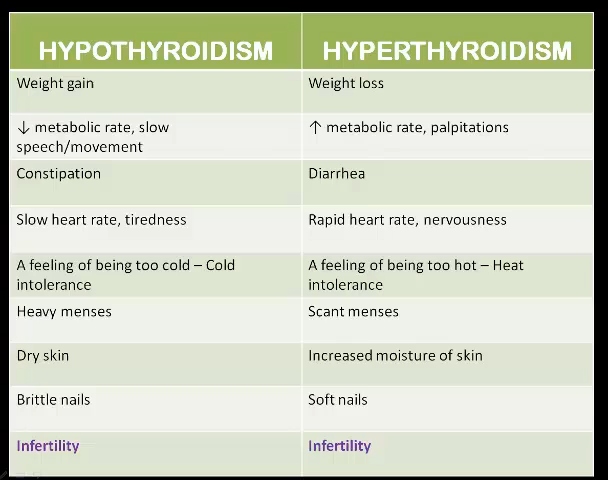 HYPOTHYROIDISM HYPERTHYROIDISM
Weight gain Weight loss
↓ metabolic rate, slow speech/movement ↑ metabolic rate, palpitations
Constipation Diarrhea
Slow heart rate, tiredness Rapid heart rate, nervousness
A feeling of being too cold – Cold intolerance A feeling of being too hot – Heat intolerance
Heavy menses Scant menses
Dry skin Increased moisture of skin
Brittle nails Soft nails
Infertility Infertility